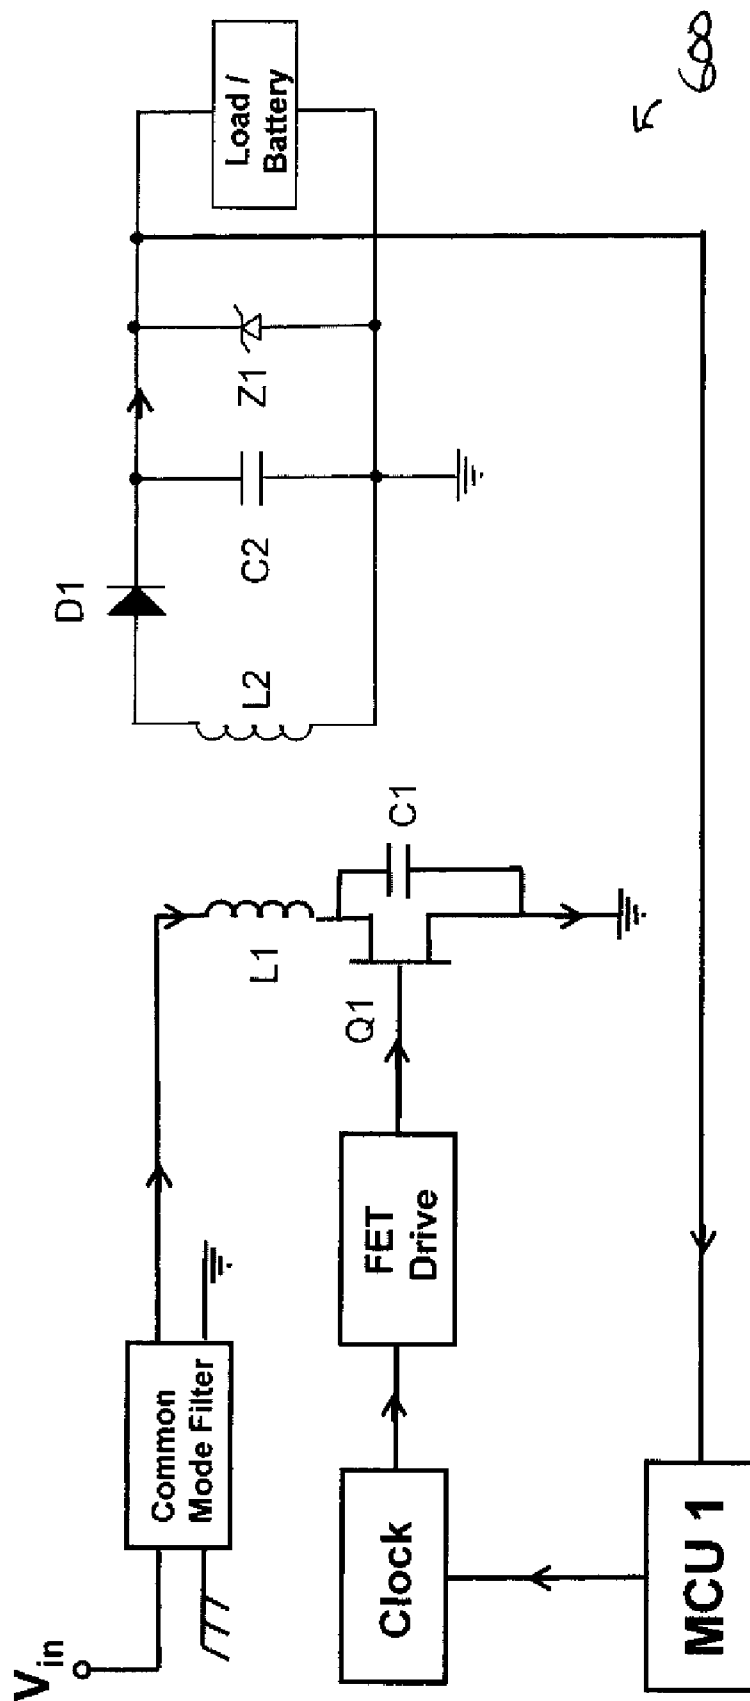 V_in
Common
Mode Filter
L1
L2
D1
C2
Z1
Load /
Battery
Clock
FET
Drive
Q1
C1
MCU 1
600